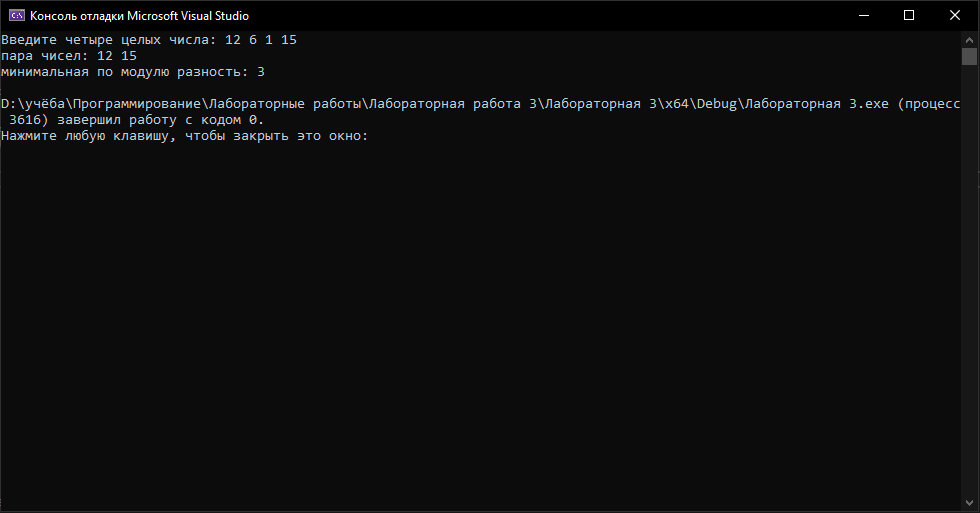 Консоль отладки Microsoft Visual Studio
Введите четыре целых числа: 12 6 1 15
пара чисел: 12 15
минимальная по модулю разность: 3
D:\учёба\Программирование\Лабораторные работы\Лабораторная работа 3\Лабораторная 3\x64\Debug\Лабораторная 3.exe (процесс
3616) завершил работу с кодом 0.
Нажмите любую клавишу, чтобы закрыть это окно: